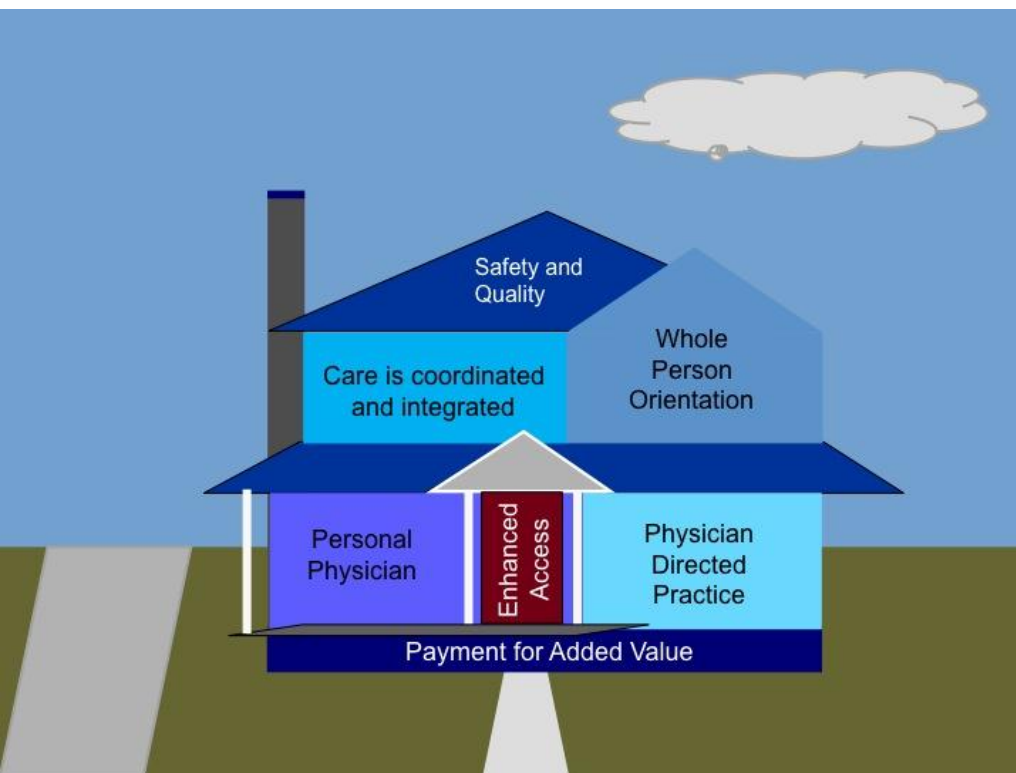 Safety and
Quality
Care is coordinated
and integrated
Whole
Person
Orientation
Personal
Physician
Enhanced
Access
Physician
Directed
Practice
Payment for Added Value